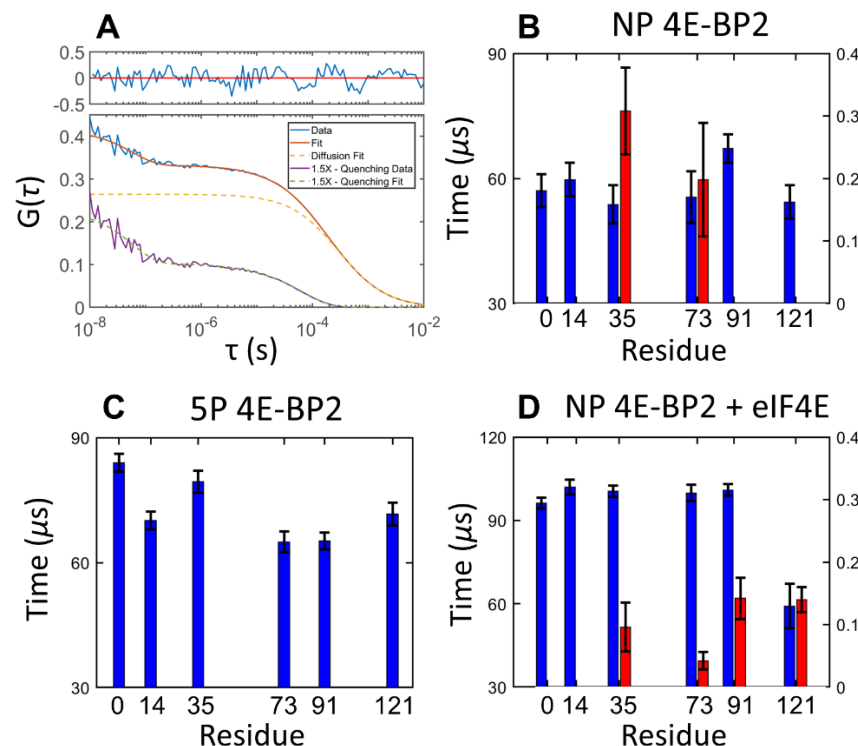 A
0.5
0
-0.5
0.4
0.3
0.2
0.1
0
G(τ)
Data
Fit
Diffusion Fit
1.5X - Quenching Data
1.5X - Quenching Fit
10⁻⁸ 10⁻⁶ 10⁻⁴ 10⁻²
τ (s)
B NP 4E-BP2
90
60
30
Time (μs)
0.4
0.3
0.2
0.1
0
0 14 35 73 91 121
Residue
C 5P 4E-BP2
90
60
30
Time (μs)
0 14 35 73 91 121
Residue
D NP 4E-BP2 + eIF4E
120
90
60
30
Time (μs)
0.4
0.3
0.2
0.1
0
0 14 35 73 91 121
Residue